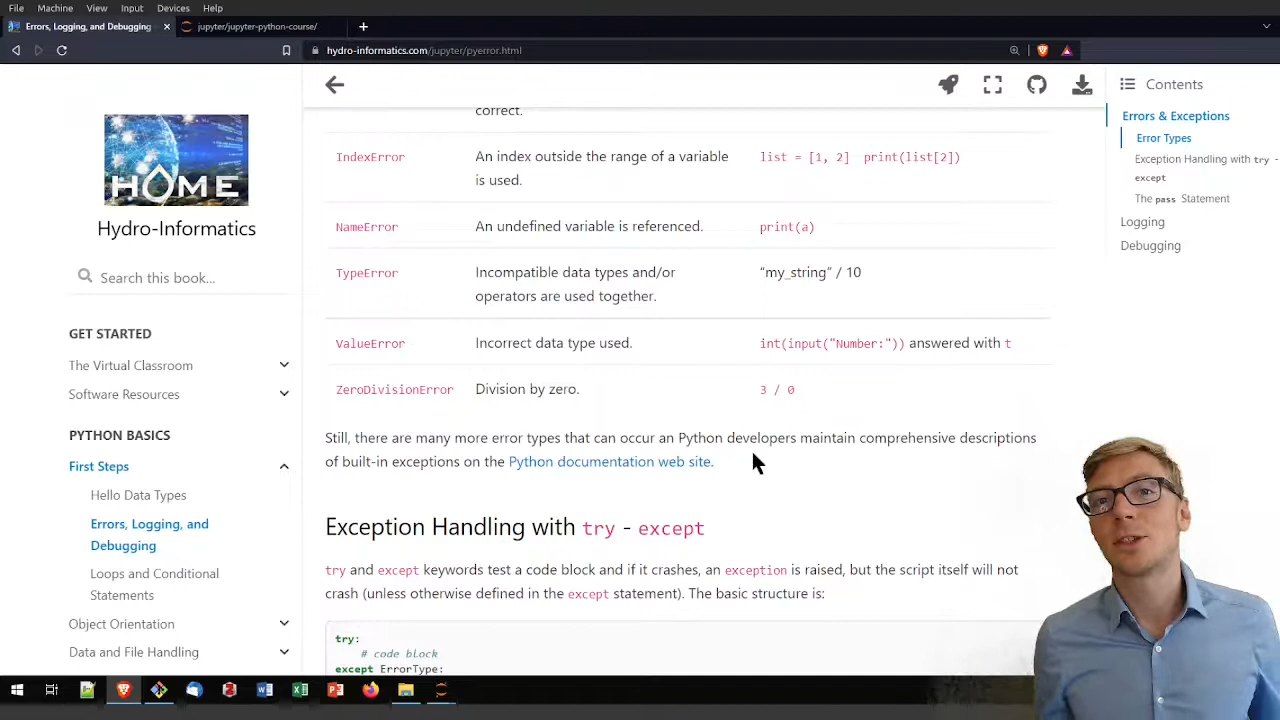 File Machine View Input Devices Help
Errors, Logging, and Debugging
jupyter/jupyter-python-course/
hydro-informatics.com/jupyter/pyerror.html
HOME
Hydro-Informatics
Search this book...
GET STARTED
The Virtual Classroom
Software Resources
PYTHON BASICS
First Steps
Hello Data Types
Errors, Logging, and
Debugging
Loops and Conditional
Statements
Object Orientation
Data and File Handling
correct.
IndexError An index outside the range of a variable list = [1, 2] print(list[2])
is used.
NameError An undefined variable is referenced. print(a)
TypeError Incompatible data types and/or “my_string” / 10
operators are used together.
ValueError Incorrect data type used. int(input(“Number:”)) answered with t
ZeroDivisionError Division by zero. 3 / 0
Still, there are many more error types that can occur an Python developers maintain comprehensive descriptions
of built-in exceptions on the Python documentation web site.
Exception Handling with try - except
try and except keywords test a code block and if it crashes, an exception is raised, but the script itself will not
crash (unless otherwise defined in the except statement). The basic structure is:
try:
# code block
except ErrorType:
Contents
Errors & Exceptions
Error Types
Exception Handling with try -
except
The pass Statement
Logging
Debugging